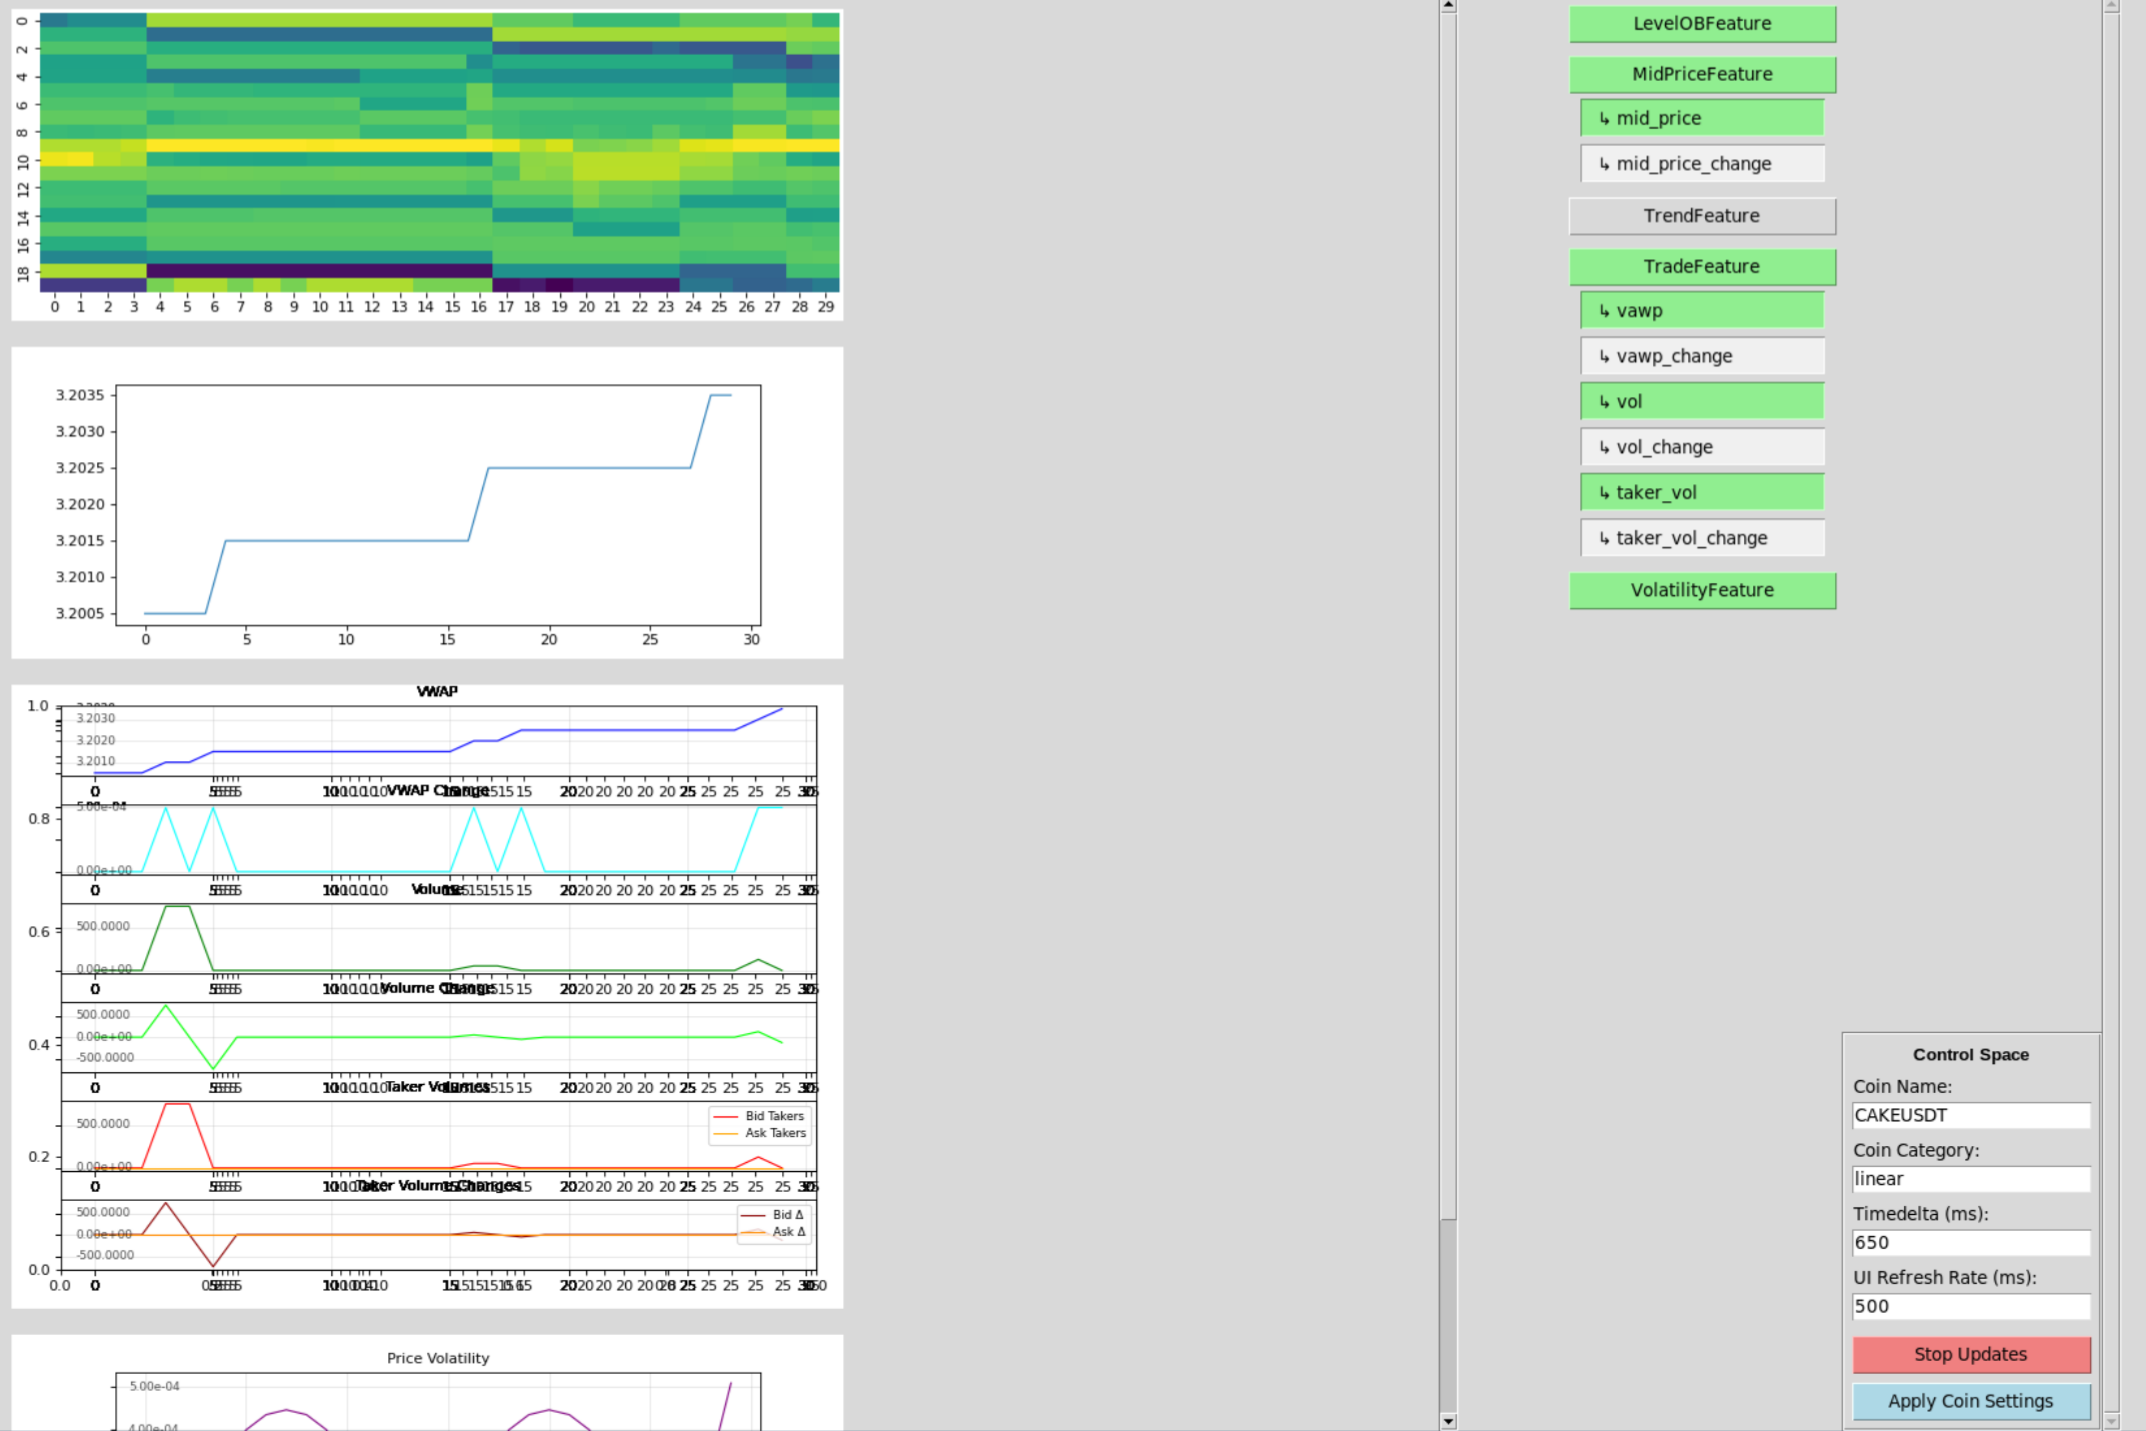 0
2
4
6
8
10
12
14
16
18
0 1 2 3 4 5 6 7 8 9 10 11 12 13 14 15 16 17 18 19 20 21 22 23 24 25 26 27 28 29
3.2035
3.2030
3.2025
3.2020
3.2015
3.2010
3.2005
0 5 10 15 20 25 30
VWAP
1.0
3.2030
3.2020
3.2010
VWAP Change
5.00e-04
0.8
0.00e+00
Volume
500.0000
0.6
0.00e+00
Volume Change
500.0000
0.00e+00
0.4
-500.0000
Taker Volumes
Bid Takers
500.0000
Ask Takers
0.2
0.00e+00
Taker Volume Changes
500.0000
Bid Δ
0.00e+00
Ask Δ
-500.0000
0.0
0.0
Price Volatility
5.00e-04
4.00e-04
LevelOBFeature
MidPriceFeature
↳ mid_price
↳ mid_price_change
TrendFeature
TradeFeature
↳ vawp
↳ vawp_change
↳ vol
↳ vol_change
↳ taker_vol
↳ taker_vol_change
VolatilityFeature
Control Space
Coin Name:
CAKEUSDT
Coin Category:
linear
Timedelta (ms):
650
UI Refresh Rate (ms):
500
Stop Updates
Apply Coin Settings